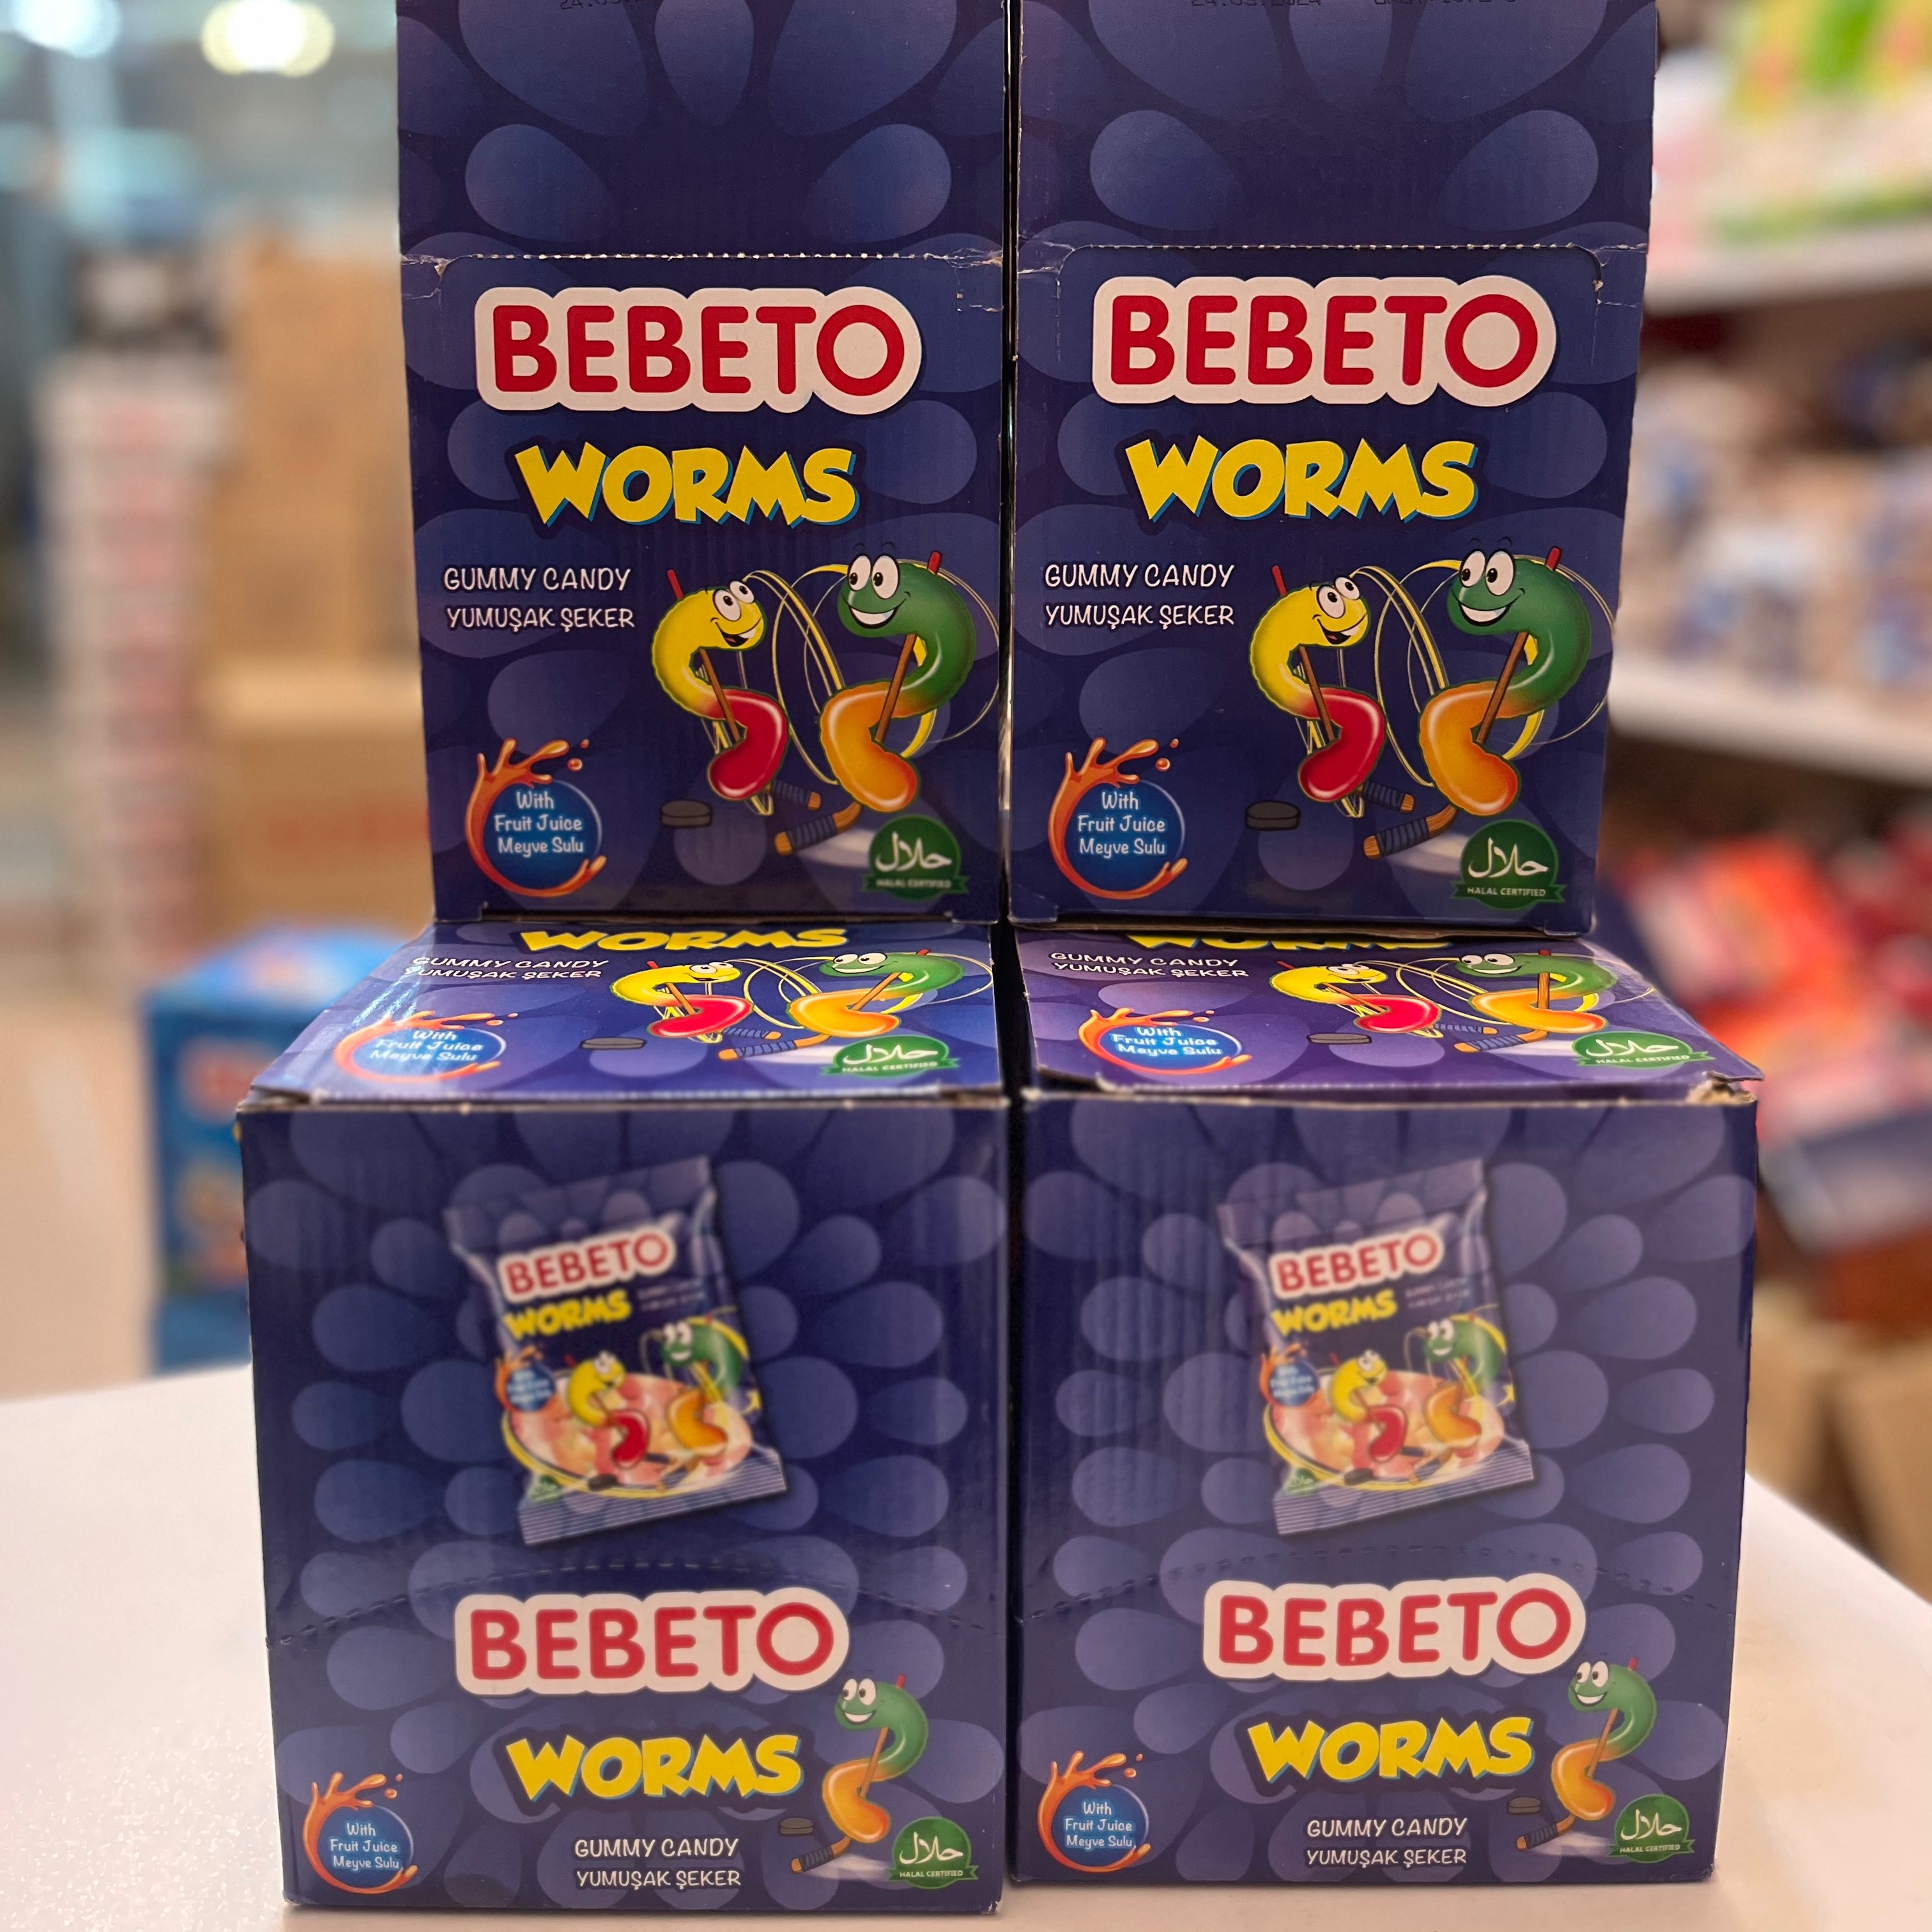 24.03.2024
BEBETO
WORMS
GUMMY CANDY
YUMUŞAK ŞEKER
With
Fruit Juice
Meyve Sulu
حلال
HALAL CERTIFIED
BEBETO
WORMS
GUMMY CANDY
YUMUŞAK ŞEKER
With
Fruit Juice
Meyve Sulu
حلال
HALAL CERTIFIED
WORMS
GUMMY CANDY
YUMUŞAK ŞEKER
With
Fruit Juice
Meyve Sulu
حلال
HALAL CERTIFIED
WORMS
GUMMY CANDY
YUMUŞAK ŞEKER
With
Fruit Juice
Meyve Sulu
حلال
HALAL CERTIFIED
BEBETO
WORMS
BEBETO
WORMS
GUMMY CANDY
YUMUŞAK ŞEKER
With
Fruit Juice
Meyve Sulu
حلال
HALAL CERTIFIED
BEBETO
WORMS
BEBETO
WORMS
GUMMY CANDY
YUMUŞAK ŞEKER
With
Fruit Juice
Meyve Sulu
حلال
HALAL CERTIFIED